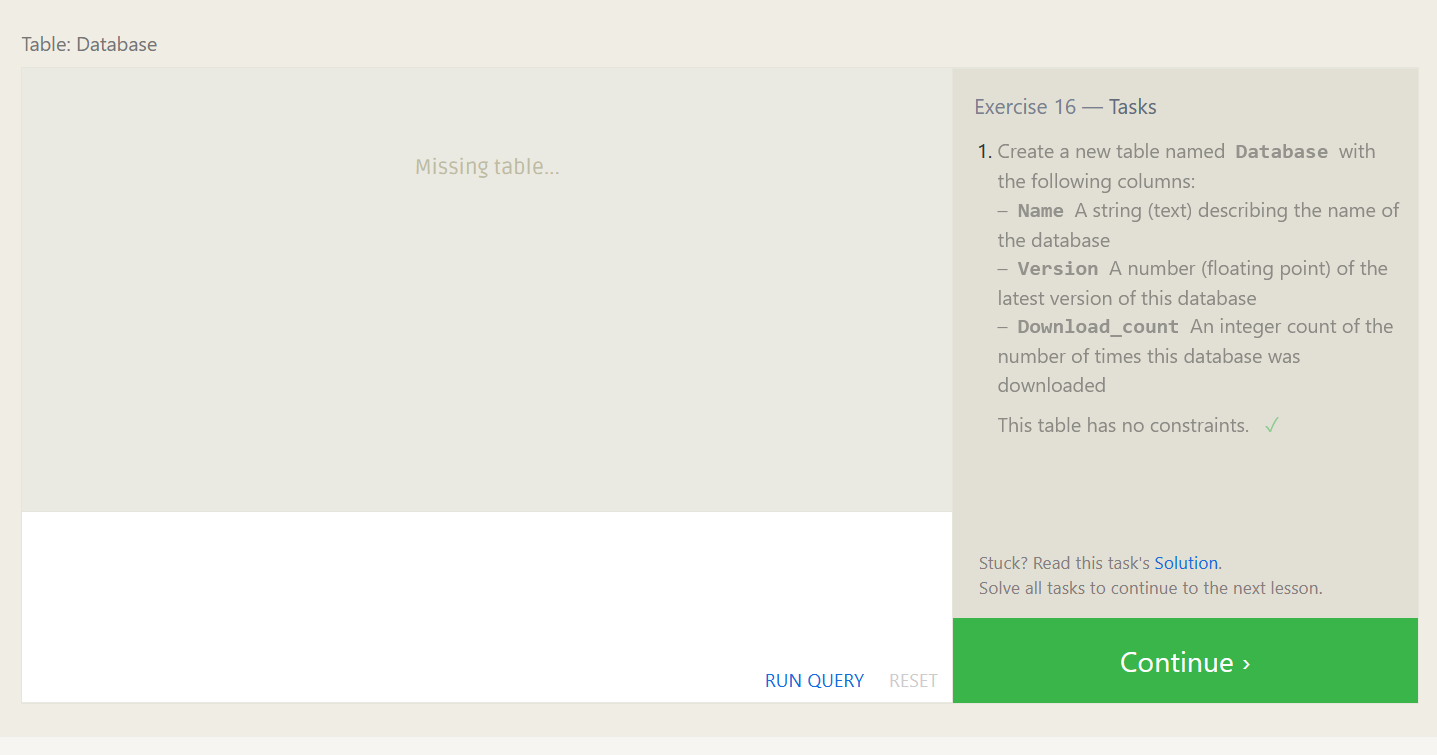 Table: Database
Missing table...
RUN QUERY RESET
Exercise 16 — Tasks
1. Create a new table named Database with
the following columns:
– Name A string (text) describing the name of
the database
– Version A number (floating point) of the
latest version of this database
– Download_count An integer count of the
number of times this database was
downloaded
This table has no constraints. ✓
Stuck? Read this task's Solution.
Solve all tasks to continue to the next lesson.
Continue ›